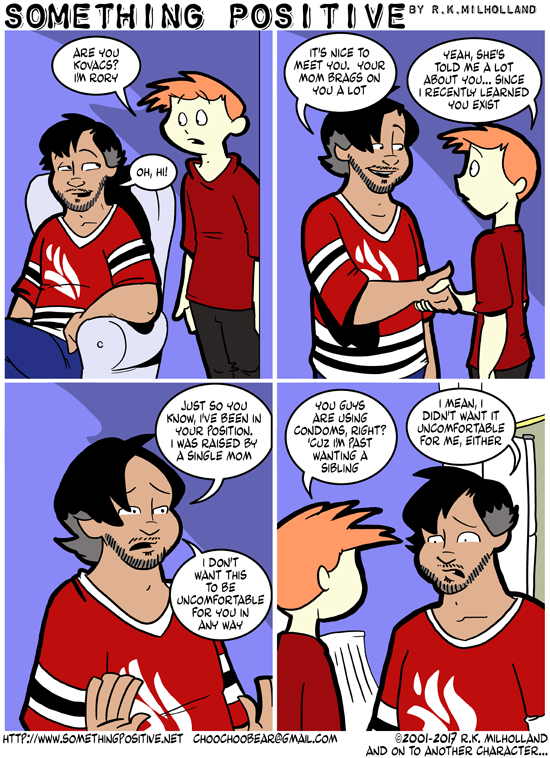 SOMETHING POSITIVE BY R.K.MILHOLLAND
ARE YOU
KOVACS?
I'M RORY
OH, HI!
IT'S NICE TO
MEET YOU. YOUR
MOM BRAGS ON
YOU A LOT
YEAH, SHE'S
TOLD ME A LOT
ABOUT YOU... SINCE
I RECENTLY LEARNED
YOU EXIST
JUST SO YOU
KNOW, I'VE BEEN IN
YOUR POSITION.
I WAS RAISED BY
A SINGLE MOM
I DON'T
WANT THIS
TO BE
UNCOMFORTABLE
FOR YOU IN
ANY WAY
YOU GUYS
ARE USING
CONDOMS, RIGHT?
'CUZ I'M PAST
WANTING A
SIBLING
I MEAN, I
DIDN'T WANT IT
UNCOMFORTABLE
FOR ME, EITHER
HTTP://WWW.SOMETHINGPOSITIVE.NET CHOOCHOOBEAR@GMAIL.COM
©2001-2017 R.K. MILHOLLAND
AND ON TO ANOTHER CHARACTER...